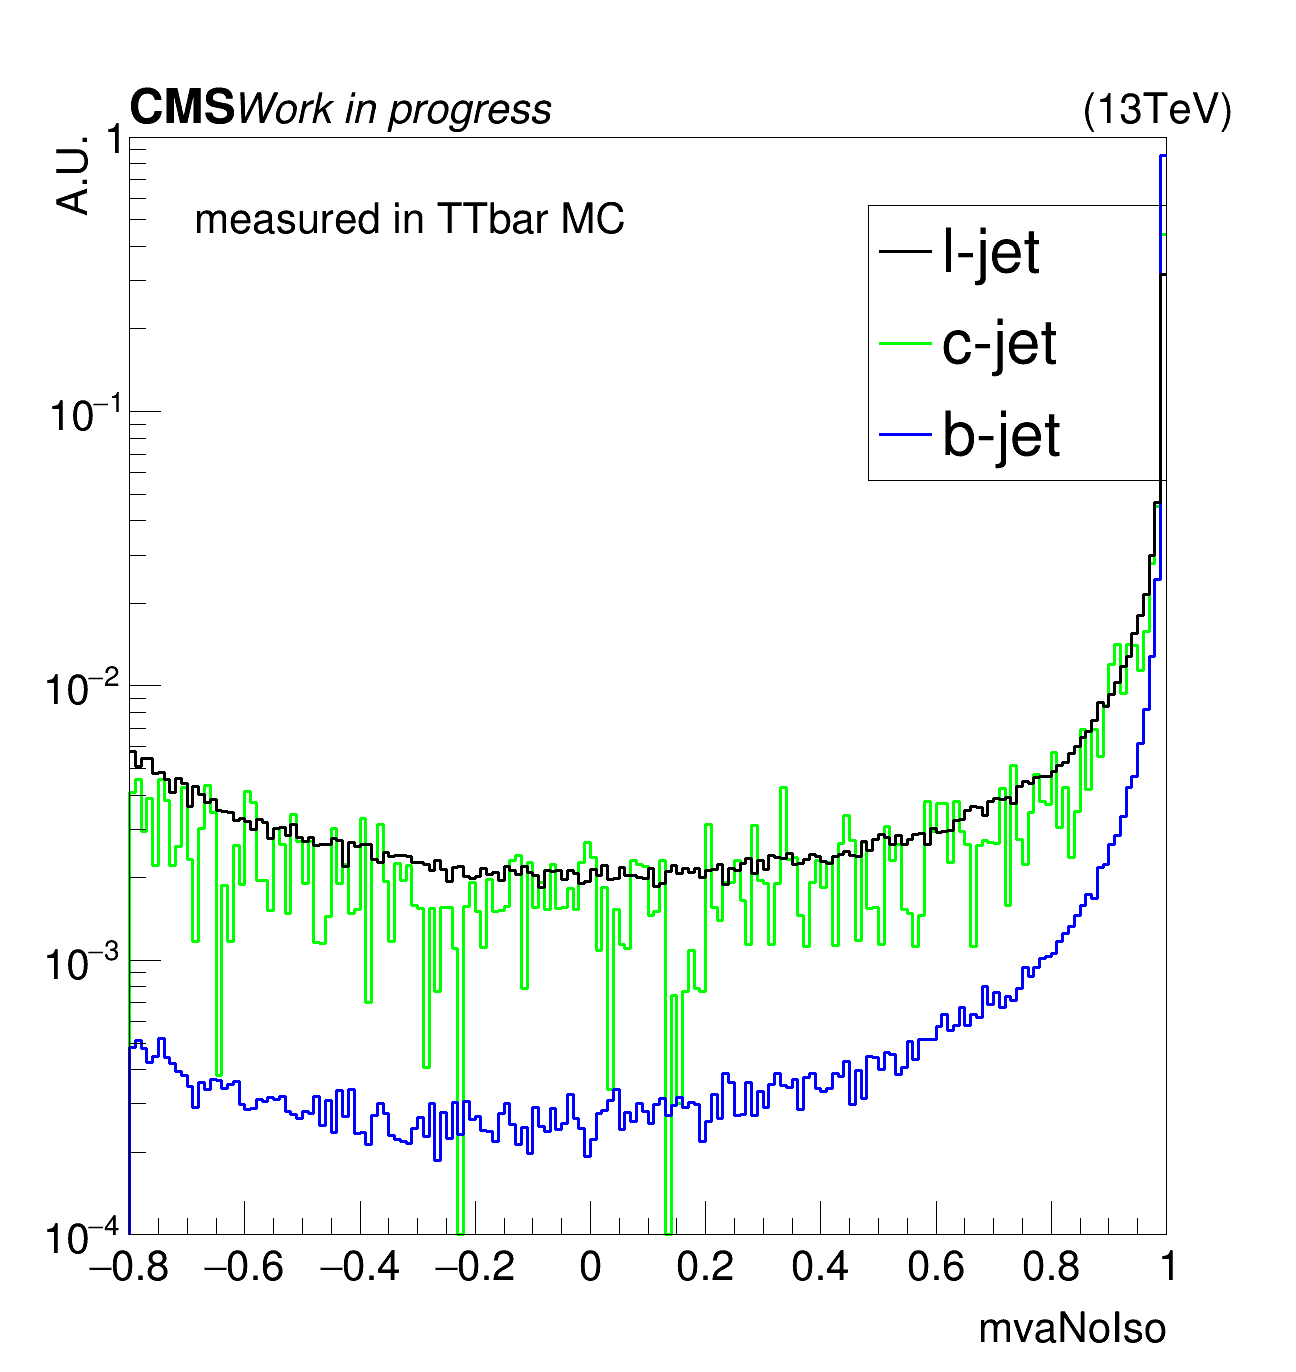 CMS Work in progress (13TeV)
A.U.
measured in TTbar MC
l-jet
c-jet
b-jet
1
10⁻¹
10⁻²
10⁻³
10⁻⁴
−0.8 −0.6 −0.4 −0.2 0 0.2 0.4 0.6 0.8 1
mvaNoIso